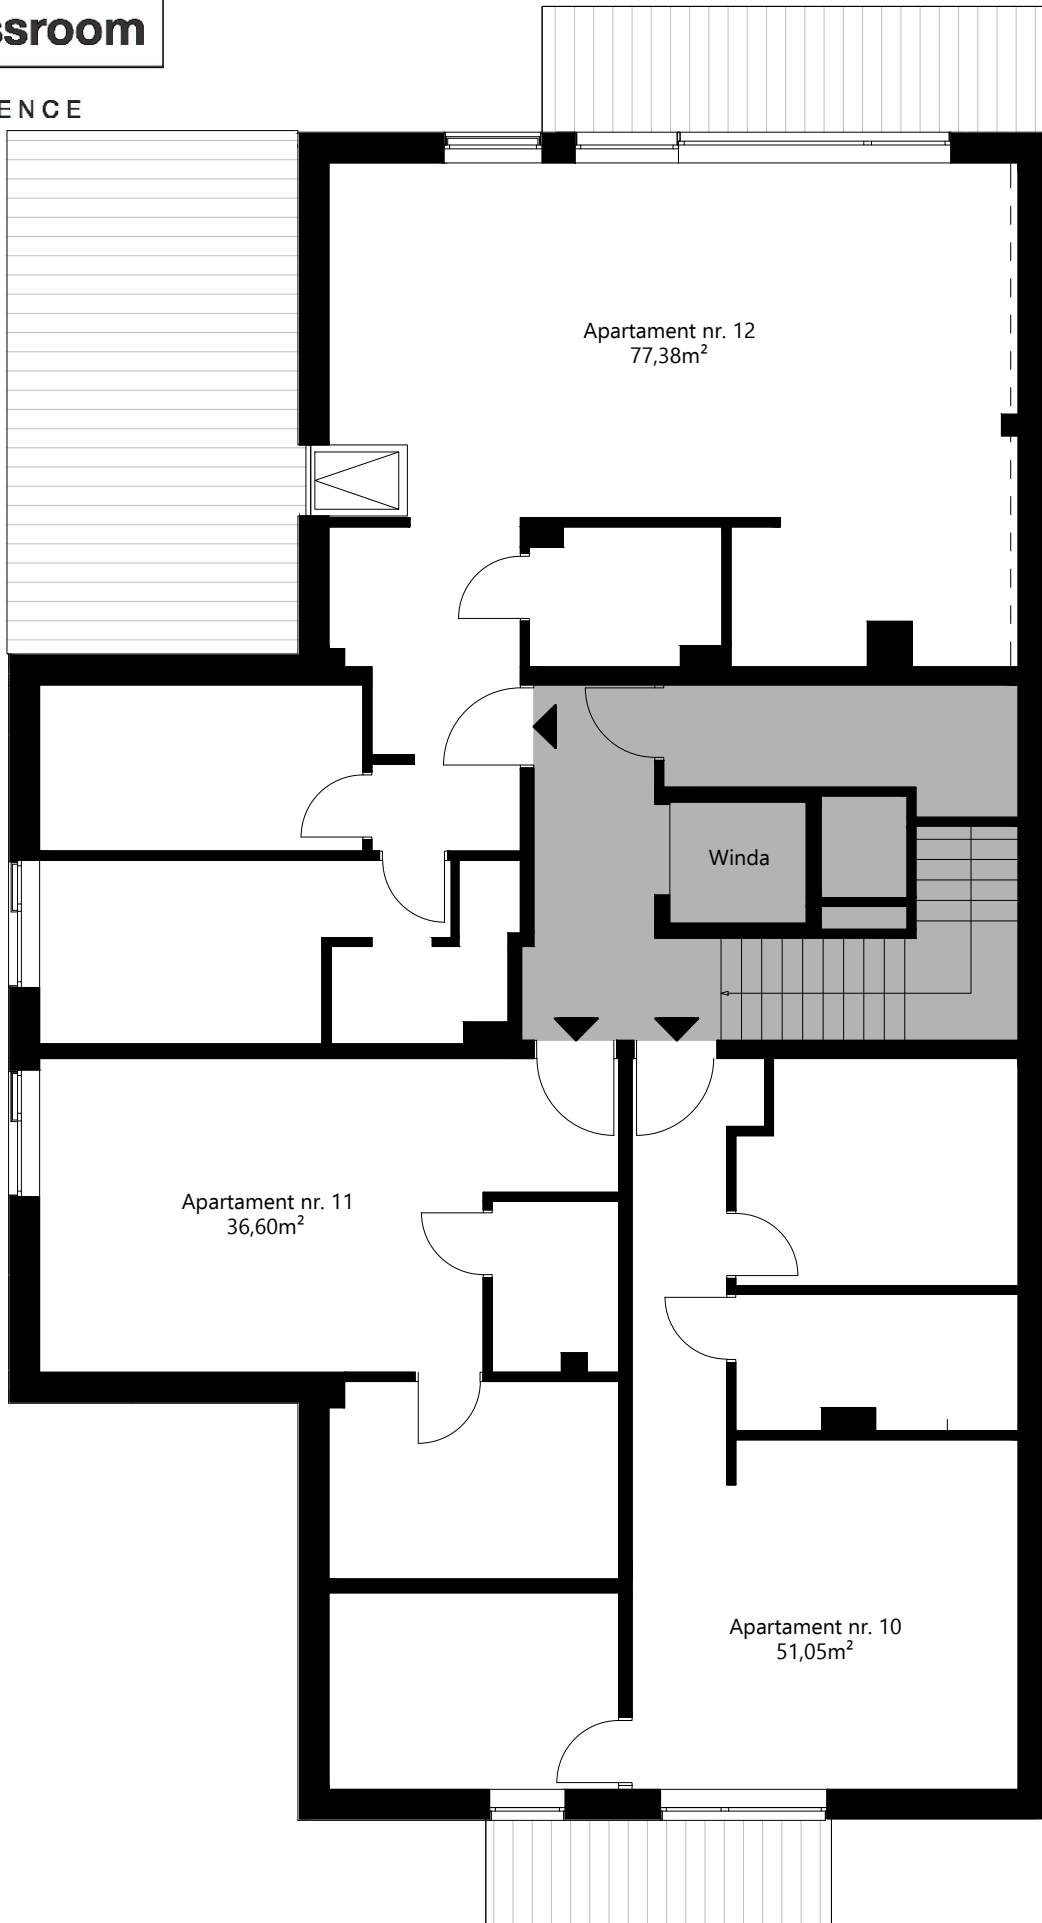 ssroom
ENCE
Apartament nr. 12
77,38m²
Winda
Apartament nr. 11
36,60m²
Apartament nr. 10
51,05m²